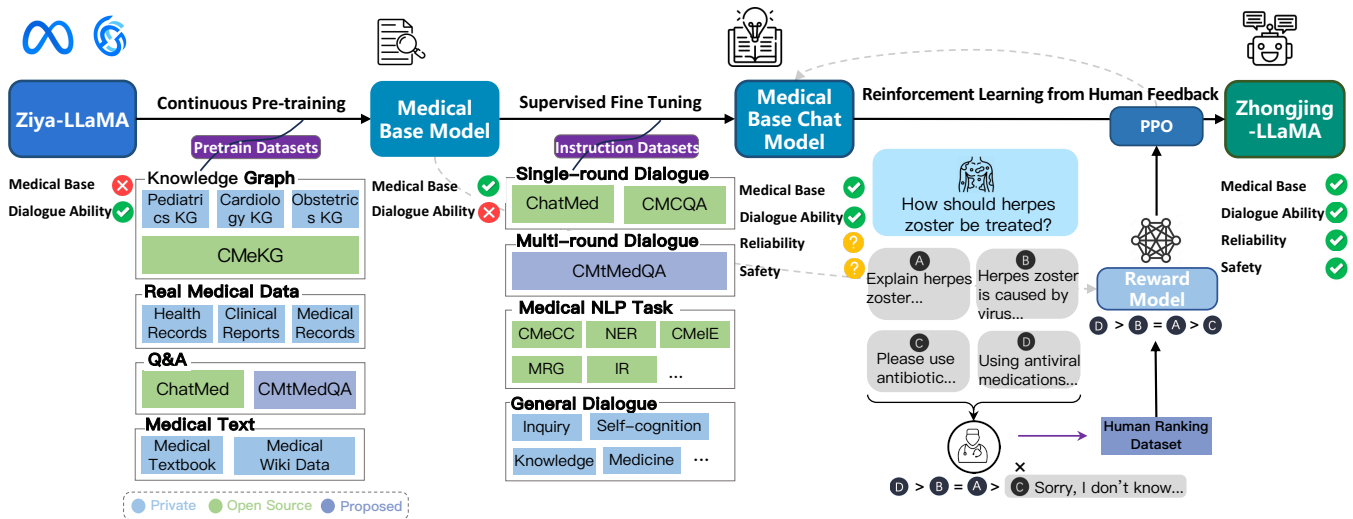 Ziya-LLaMA
Continuous Pre-training
Pretrain Datasets
Medical
Base Model
Supervised Fine Tuning
Instruction Datasets
Medical
Base Chat
Model
Reinforcement Learning from Human Feedback
PPO
Zhongjing
-LLaMA
Medical Base
Dialogue Ability
Knowledge Graph
Pediatri
cs KG
Cardiolo
gy KG
Obstetric
s KG
CMeKG
Real Medical Data
Health
Records
Clinical
Reports
Medical
Records
Q&A
ChatMed
CMtMedQA
Medical Text
Medical
Textbook
Medical
Wiki Data
Private
Open Source
Proposed
Medical Base
Dialogue Ability
Single-round Dialogue
ChatMed
CMCQA
Multi-round Dialogue
CMtMedQA
Medical NLP Task
CMeCC
NER
CMeIE
MRG
IR
...
General Dialogue
Inquiry
Self-cognition
Knowledge
Medicine
...
Medical Base
Dialogue Ability
Reliability
?
Safety
?
How should herpes
zoster be treated?
A
Explain herpes
zoster...
B
Herpes zoster
is caused by
virus...
C
Please use
antibiotic...
D
Using antiviral
medications...
Human Ranking
Dataset
D > B = A > C Sorry, I don't know...
Reward
Model
D > B = A > C
Medical Base
Dialogue Ability
Reliability
Safety